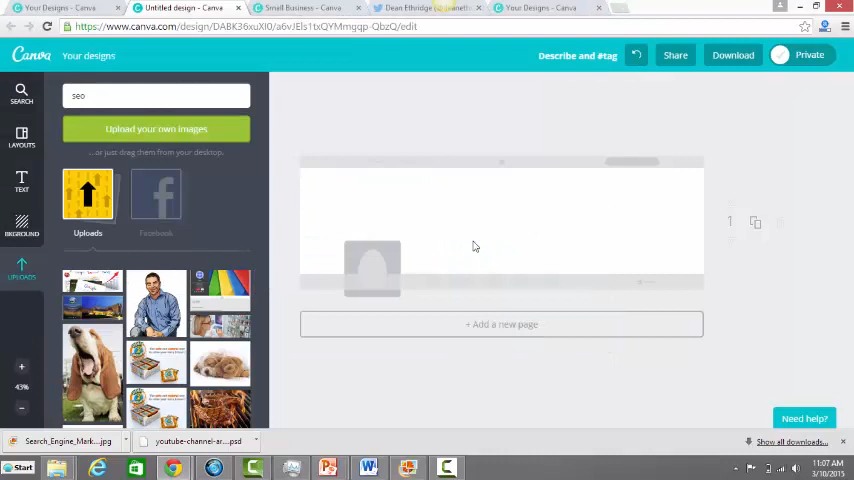 Your Designs - Canva
Untitled design - Canva
Small Business - Canva
Your Designs - Canva
https://www.canva.com/design/DABK36xuXI0/a6vJEls1txQYMmgqp-QbzQ/edit
Canva
Your designs
Describe and #tag
Share
Download
Private
SEARCH
LAYOUTS
TEXT
BKGROUND
UPLOADS
43%
seo
Upload your own images
...or just drag them from your desktop.
Uploads
Facebook
1
+ Add a new page
Need help?
Search_Engine_Mark....jpg
youtube-channel-ar....psd
Show all downloads...
Start
11:07 AM
3/10/2015